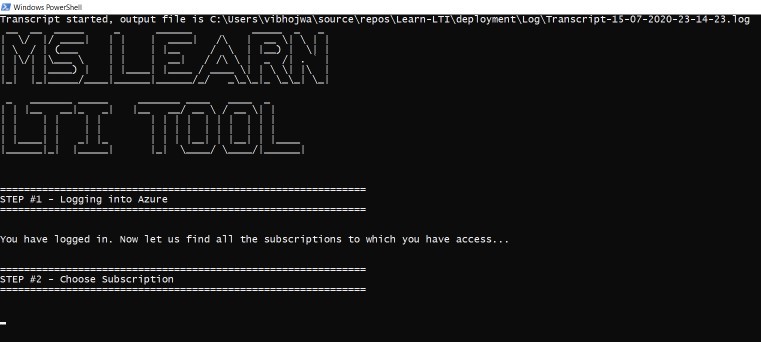 Windows PowerShell
Transcript started, output file is C:\Users\vibhojwa\source\repos\Learn-LTI\deployment\Log\Transcript-15-07-2020-23-14-23.log
MS LEARN
LTI TOOL
==============================================================
STEP #1 - Logging into Azure
==============================================================
You have logged in. Now let us find all the subscriptions to which you have access...
==============================================================
STEP #2 - Choose Subscription
==============================================================